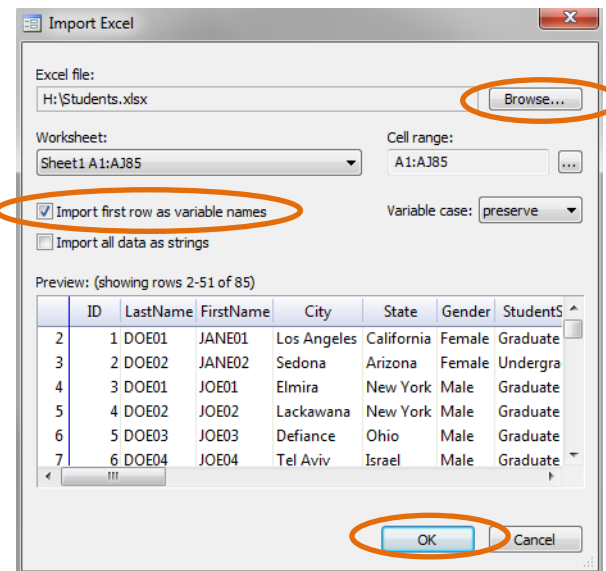 Import Excel
Excel file:
H:\Students.xlsx Browse...
Worksheet: Cell range:
Sheet1 A1:AJ85 A1:AJ85 ...
Import first row as variable names Variable case: preserve
Import all data as strings
Preview: (showing rows 2-51 of 85)
ID LastName FirstName City State Gender StudentS
2 1 DOE01 JANE01 Los Angeles California Female Graduate
3 2 DOE02 JANE02 Sedona Arizona Female Undergra
4 3 DOE01 JOE01 Elmira New York Male Graduate
5 4 DOE02 JOE02 Lackawana New York Male Graduate
6 5 DOE03 JOE03 Defiance Ohio Male Graduate
7 6 DOE04 JOE04 Tel Aviv Israel Male Graduate
OK Cancel